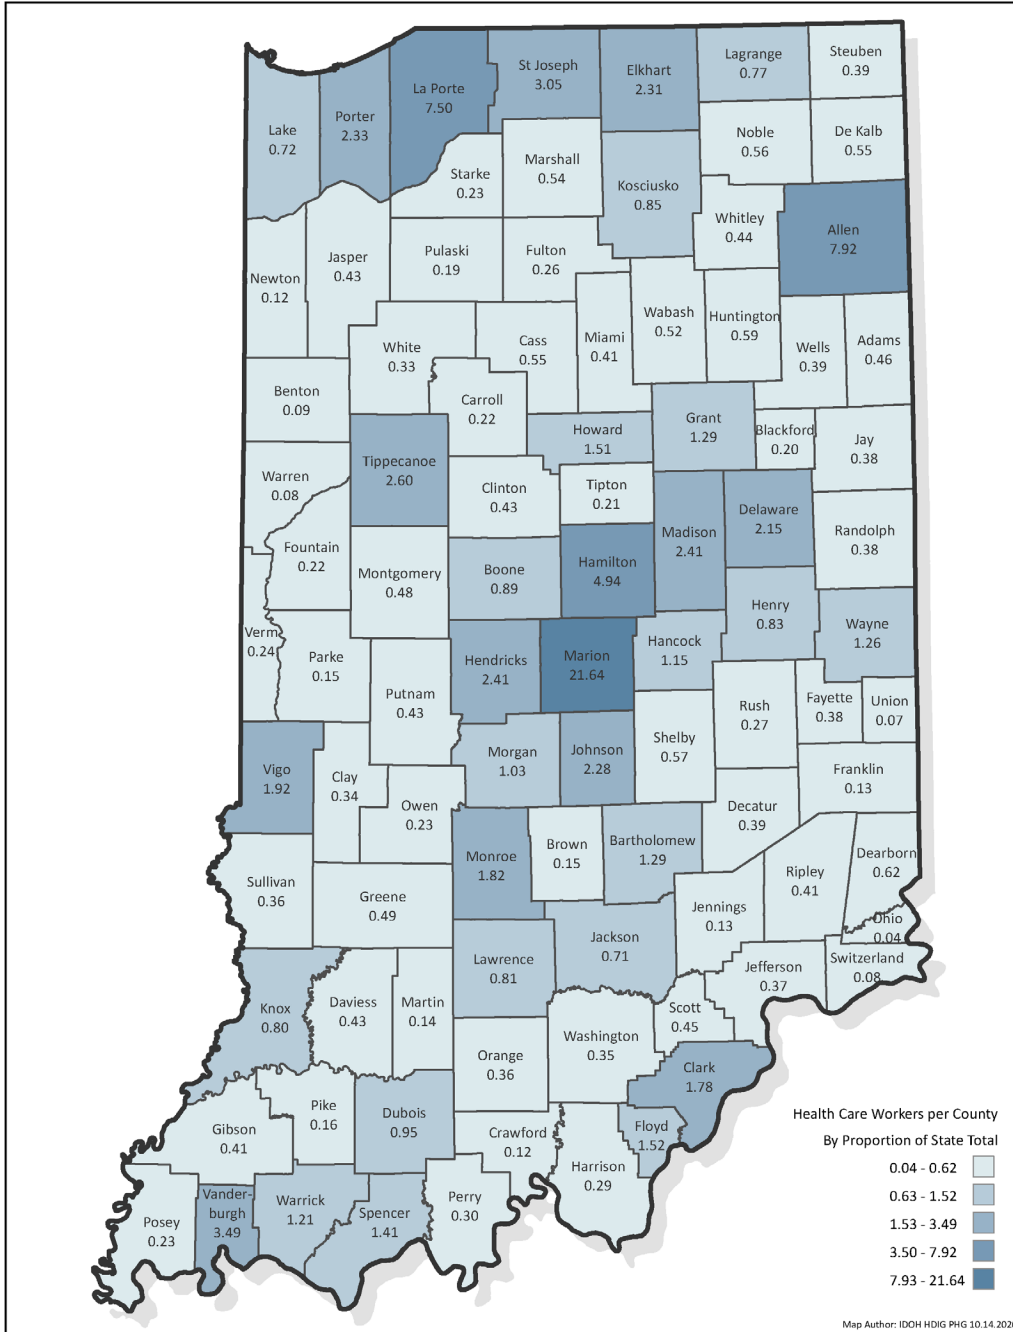 Steuben
0.39
Lagrange
0.77
St Joseph
3.05
Elkhart
2.31
La Porte
7.50
Porter
2.33
Lake
0.72
Noble
0.56
De Kalb
0.55
Marshall
0.54
Starke
0.23
Kosciusko
0.85
Whitley
0.44
Allen
7.92
Jasper
0.43
Pulaski
0.19
Fulton
0.26
Newton
0.12
White
0.33
Cass
0.55
Miami
0.41
Wabash
0.52
Huntington
0.59
Wells
0.39
Adams
0.46
Benton
0.09
Carroll
0.22
Howard
1.51
Grant
1.29
Blackford
0.20
Jay
0.38
Warren
0.08
Tippecanoe
2.60
Clinton
0.43
Tipton
0.21
Madison
2.41
Delaware
2.15
Randolph
0.38
Fountain
0.22
Montgomery
0.48
Boone
0.89
Hamilton
4.94
Henry
0.83
Wayne
1.26
Verm
0.24
Parke
0.15
Putnam
0.43
Hendricks
2.41
Marion
21.64
Hancock
1.15
Rush
0.27
Fayette
0.38
Union
0.07
Vigo
1.92
Clay
0.34
Owen
0.23
Morgan
1.03
Johnson
2.28
Shelby
0.57
Franklin
0.13
Decatur
0.39
Sullivan
0.36
Greene
0.49
Monroe
1.82
Brown
0.15
Bartholomew
1.29
Ripley
0.41
Dearborn
0.62
Jennings
0.13
Ohio
0.04
Switzerland
0.08
Jackson
0.71
Lawrence
0.81
Jefferson
0.37
Knox
0.80
Daviess
0.43
Martin
0.14
Scott
0.45
Washington
0.35
Orange
0.36
Clark
1.78
Gibson
0.41
Pike
0.16
Dubois
0.95
Crawford
0.12
Floyd
1.52
Harrison
0.29
Posey
0.23
Vander-
burgh
3.49
Warrick
1.21
Spencer
1.41
Perry
0.30
Health Care Workers per County
By Proportion of State Total
0.04 - 0.62
0.63 - 1.52
1.53 - 3.49
3.50 - 7.92
7.93 - 21.64
Map Author: IDOH HDIG PHG 10.14.2020